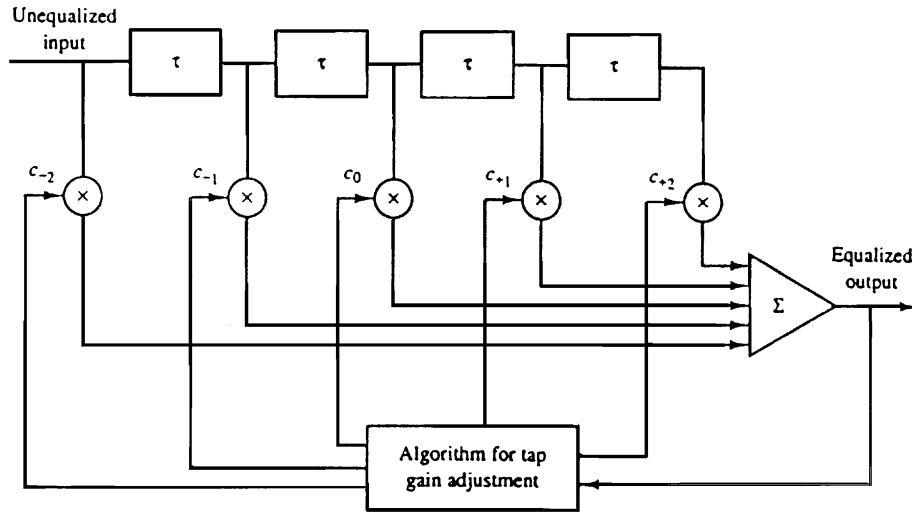 Unequalized
input
τ
τ
τ
τ
c₋₂
c₋₁
c₀
c₊₁
c₊₂
×
×
×
×
×
Σ
Equalized
output
Algorithm for tap
gain adjustment